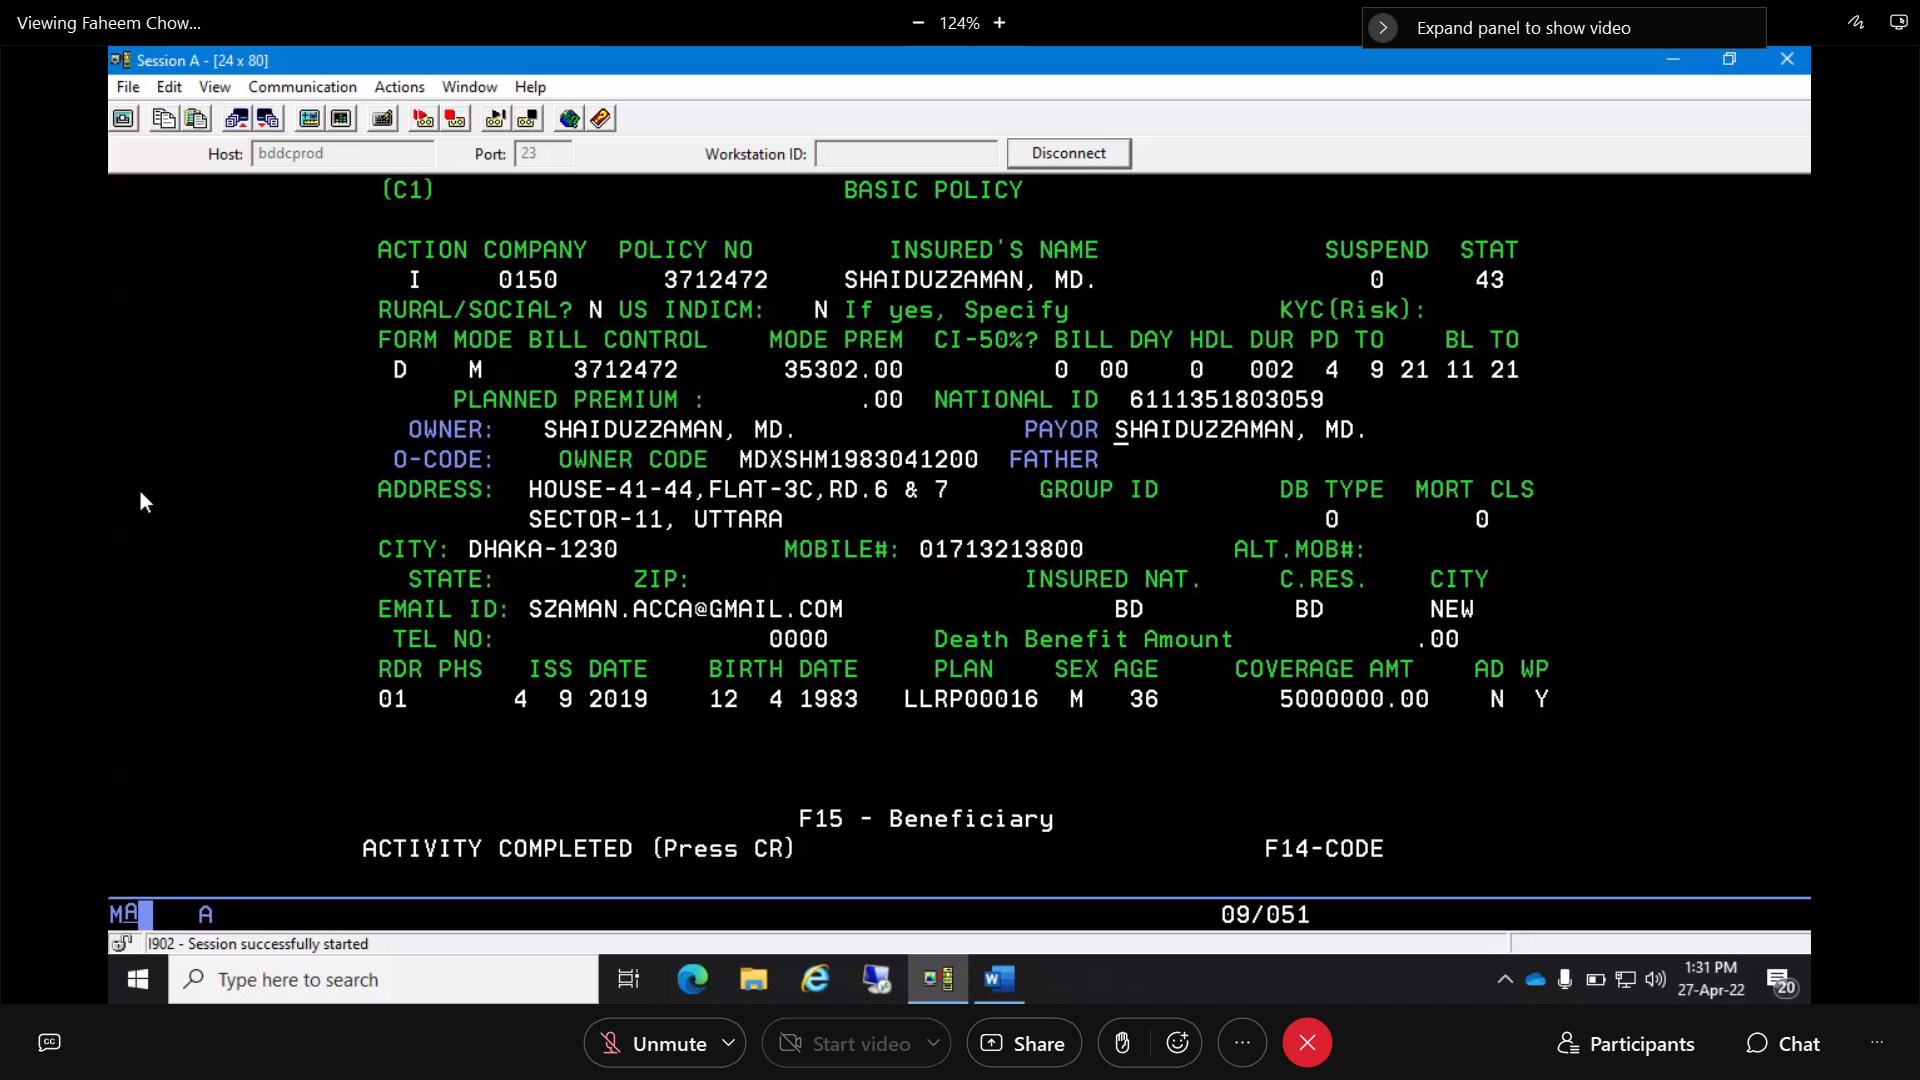 Viewing Faheem Chow...
124%
Expand panel to show video
Session A - [24 x 80]
File Edit View Communication Actions Window Help
Host: bddcprod Port: 23 Workstation ID: Disconnect
(C1) BASIC POLICY
ACTION COMPANY POLICY NO INSURED'S NAME SUSPEND STAT
I 0150 3712472 SHAIDUZZAMAN, MD. 0 43
RURAL/SOCIAL? N US INDICM: N If yes, Specify KYC(Risk):
FORM MODE BILL CONTROL MODE PREM CI-50%? BILL DAY HDL DUR PD TO BL TO
D M 3712472 35302.00 0 00 0 002 4 9 21 11 21
PLANNED PREMIUM : .00 NATIONAL ID 6111351803059
OWNER: SHAIDUZZAMAN, MD. PAYOR SHAIDUZZAMAN, MD.
O-CODE: OWNER CODE MDXSHM1983041200 FATHER
ADDRESS: HOUSE-41-44,FLAT-3C,RD.6 & 7 GROUP ID DB TYPE MORT CLS
SECTOR-11, UTTARA 0 0
CITY: DHAKA-1230 MOBILE#: 01713213800 ALT.MOB#:
STATE: ZIP: INSURED NAT. C.RES. CITY
EMAIL ID: SZAMAN.ACCA@GMAIL.COM BD BD NEW
TEL NO: 0000 Death Benefit Amount .00
RDR PHS ISS DATE BIRTH DATE PLAN SEX AGE COVERAGE AMT AD WP
01 4 9 2019 12 4 1983 LLRP00016 M 36 5000000.00 N Y
F15 - Beneficiary
ACTIVITY COMPLETED (Press CR) F14-CODE
MA A 09/051
I902 - Session successfully started
Type here to search
1:31 PM
27-Apr-22
20
CC Unmute Start video Share Participants Chat